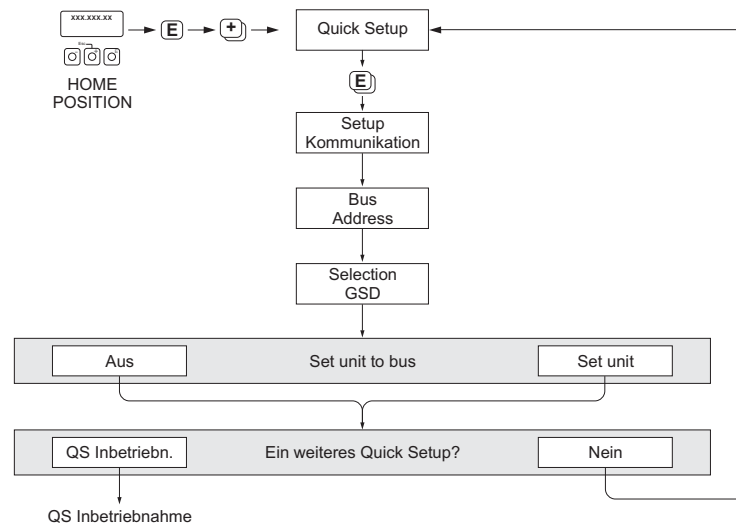 xxx.xxx.xx
Esc
E
+
Quick Setup
HOME
POSITION
E
Setup
Kommunikation
Bus
Address
Selection
GSD
Aus
Set unit to bus
Set unit
QS Inbetriebn.
Ein weiteres Quick Setup?
Nein
QS Inbetriebnahme